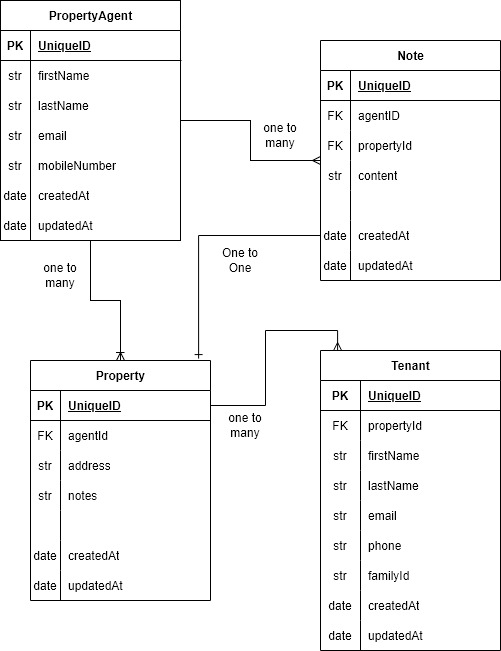 PropertyAgent
PK UniqueID
str firstName
str lastName
str email
str mobileNumber
date createdAt
date updatedAt
Note
PK UniqueID
FK agentID
FK propertyId
str content
date createdAt
date updatedAt
one to
many
One to
One
one to
many
Property
PK UniqueID
FK agentId
str address
str notes
date createdAt
date updatedAt
one to
many
Tenant
PK UniqueID
FK propertyId
str firstName
str lastName
str email
str phone
str familyId
date createdAt
date updatedAt